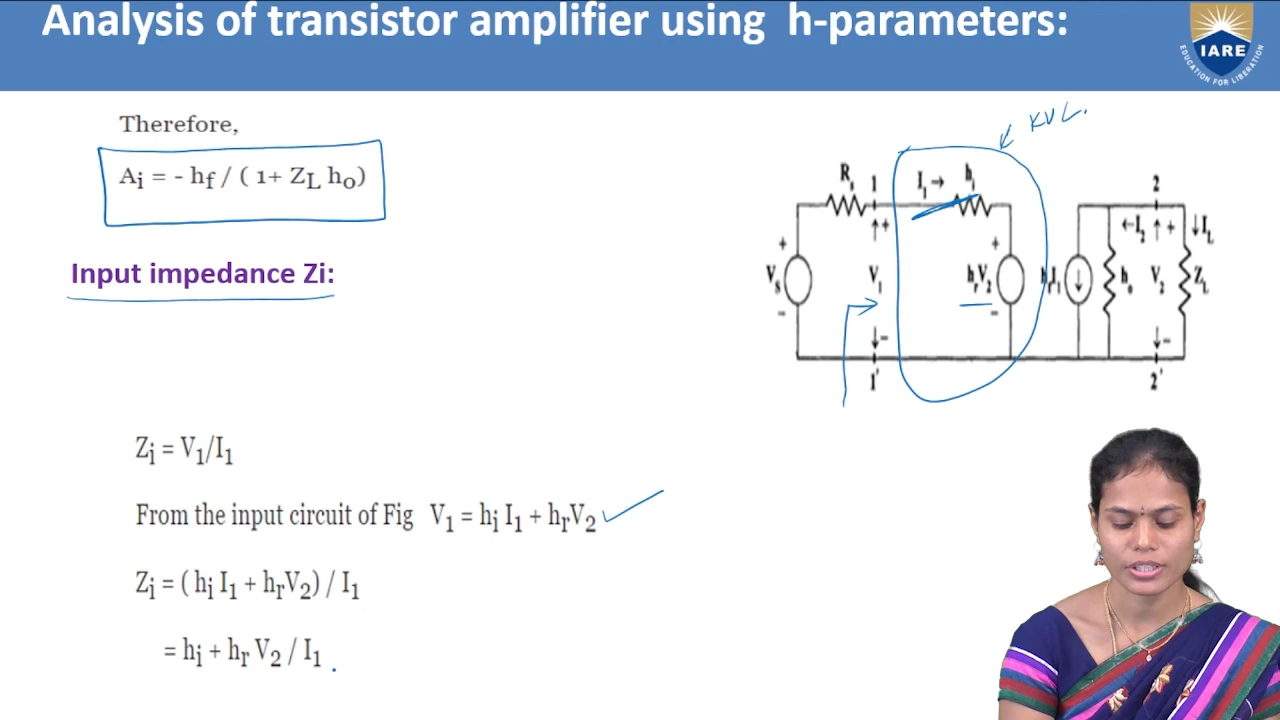 Analysis of transistor amplifier using h-parameters:
IARE
EDUCATION FOR LIBERATION
Therefore,
Ai = - hf / ( 1+ ZL ho)
KVL.
Input impedance Zi:
Rs 1 I1 → hi 2
+ + + ←I2 + ↓IL
Vs V1 hrV2 hfI1 ho V2 ZL
- - - -
1' 2'
Zi = V1/I1
From the input circuit of Fig V1 = hi I1 + hrV2
Zi = ( hi I1 + hrV2) / I1
= hi + hr V2 / I1